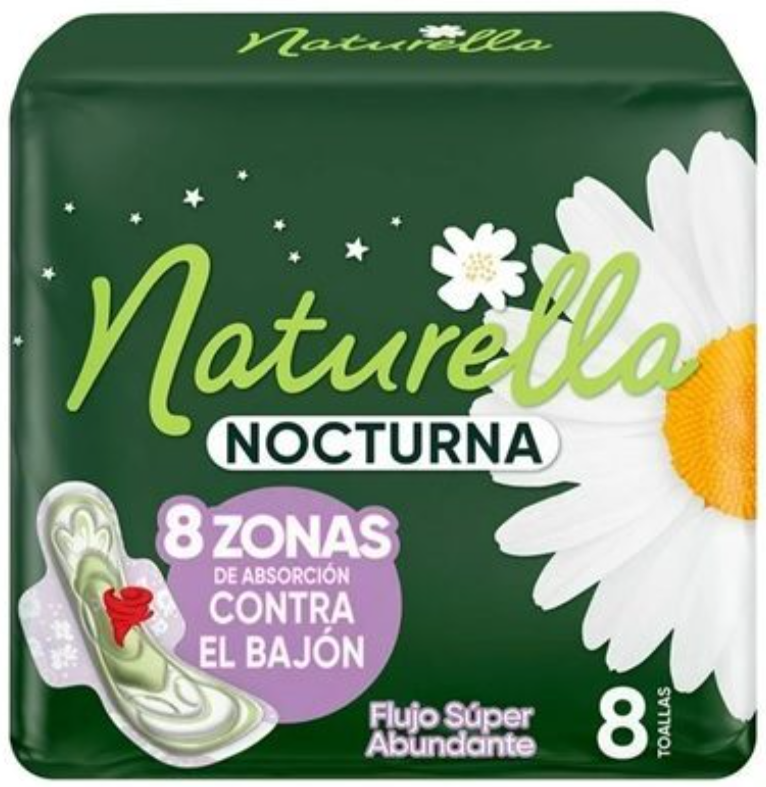 Naturella
Naturella
NOCTURNA
8 ZONAS
DE ABSORCIÓN
CONTRA
EL BAJÓN
Flujo Súper
Abundante
8
TOALLAS